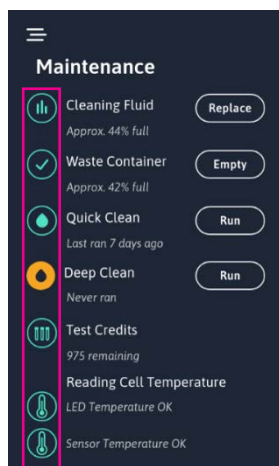 Maintenance
Cleaning Fluid Replace
Approx. 44% full
Waste Container Empty
Approx. 42% full
Quick Clean Run
Last ran 7 days ago
Deep Clean Run
Never ran
Test Credits
975 remaining
Reading Cell Temperature
LED Temperature OK
Sensor Temperature OK